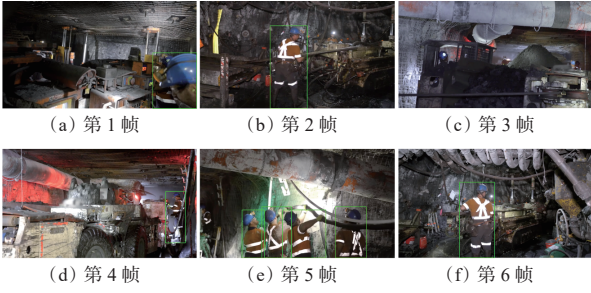 (a) 第 1 帧
(b) 第 2 帧
(c) 第 3 帧
(d) 第 4 帧
(e) 第 5 帧
(f) 第 6 帧